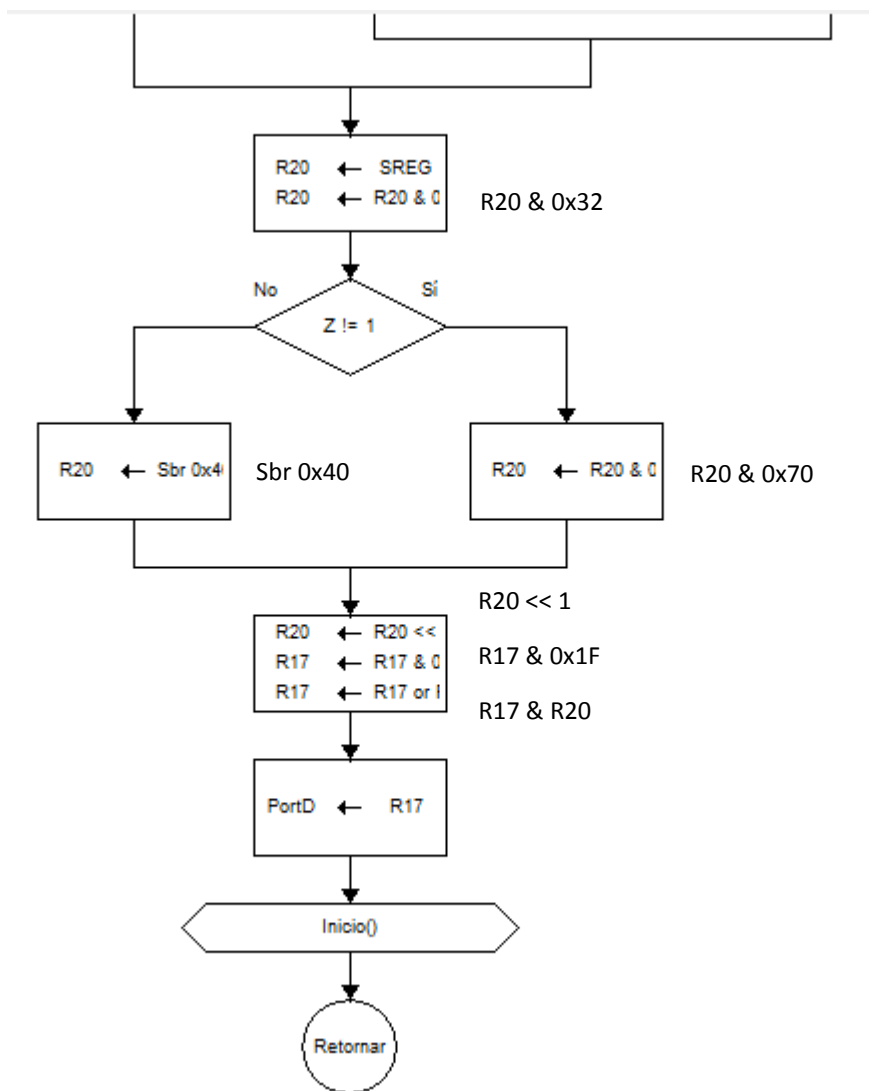 R20 ← SREG
R20 ← R20 & 0
R20 & 0x32
No
Sí
Z != 1
R20 ← Sbr 0x4
Sbr 0x40
R20 ← R20 & 0
R20 & 0x70
R20 << 1
R20 ← R20 <<
R17 ← R17 & 0
R17 & 0x1F
R17 ← R17 or
R17 & R20
PortD ← R17
Inicio()
Retornar